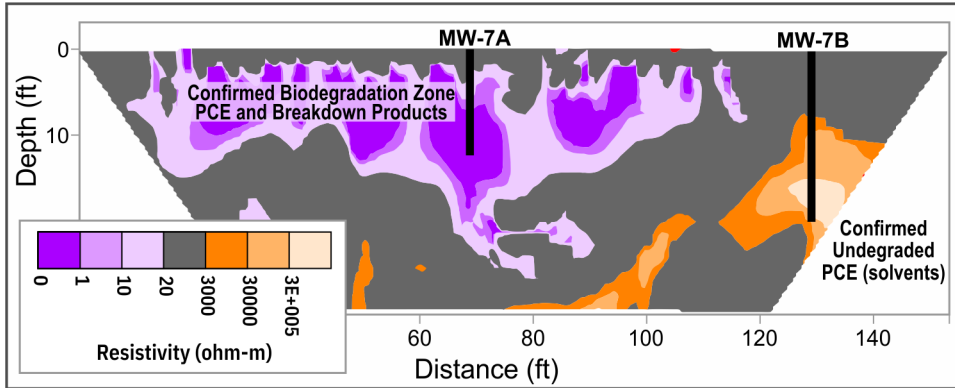 MW-7A
MW-7B
0
10
Depth (ft)
Confirmed Biodegradation Zone
PCE and Breakdown Products
Confirmed
Undegraded
PCE (solvents)
0
1
10
20
3000
30000
3E+005
Resistivity (ohm-m)
60
80
100
120
140
Distance (ft)